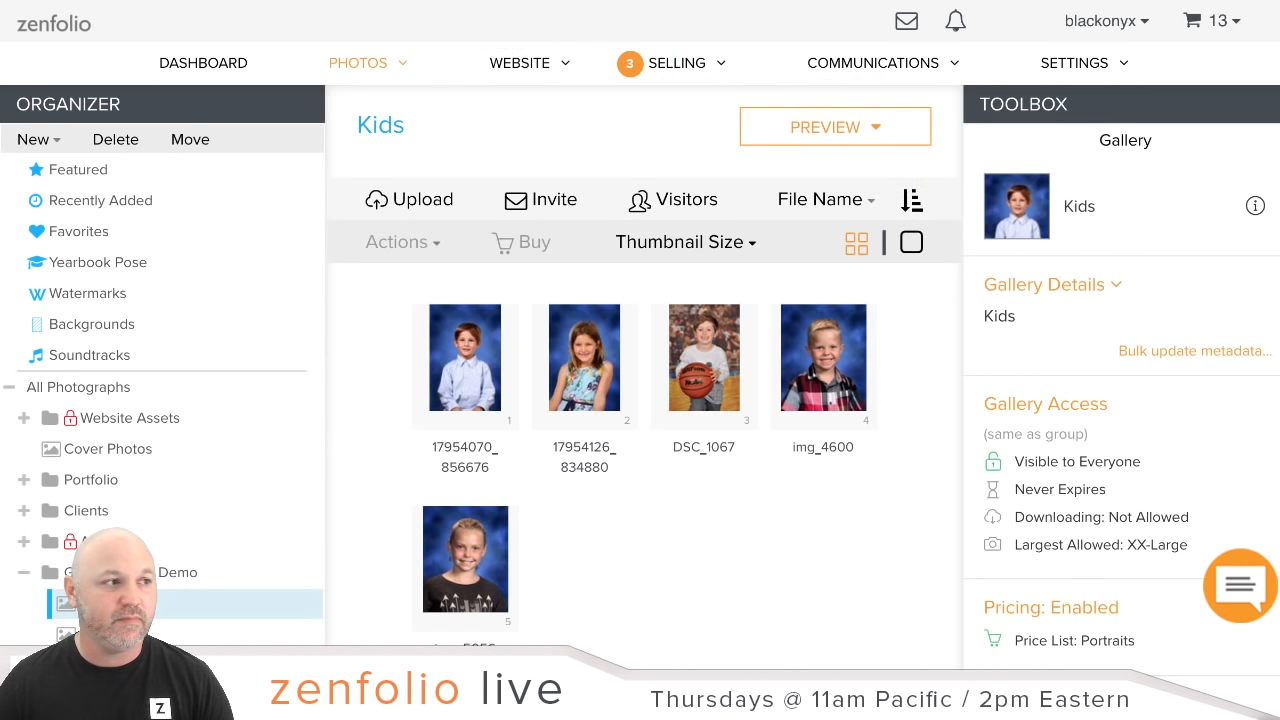 zenfolio
blackonyx
13
DASHBOARD
PHOTOS
WEBSITE
3
SELLING
COMMUNICATIONS
SETTINGS
ORGANIZER
New
Delete
Move
Featured
Recently Added
Favorites
Yearbook Pose
Watermarks
Backgrounds
Soundtracks
All Photographs
Website Assets
Cover Photos
Portfolio
Clients
Demo
Kids
PREVIEW
Upload
Invite
Visitors
File Name
Actions
Buy
Thumbnail Size
1
2
3
4
17954070_
856676
17954126_
834880
DSC_1067
img_4600
5
TOOLBOX
Gallery
Kids
Gallery Details
Kids
Bulk update metadata...
Gallery Access
(same as group)
Visible to Everyone
Never Expires
Downloading: Not Allowed
Largest Allowed: XX-Large
Pricing: Enabled
Price List: Portraits
Z
zenfolio live
Thursdays @ 11am Pacific / 2pm Eastern